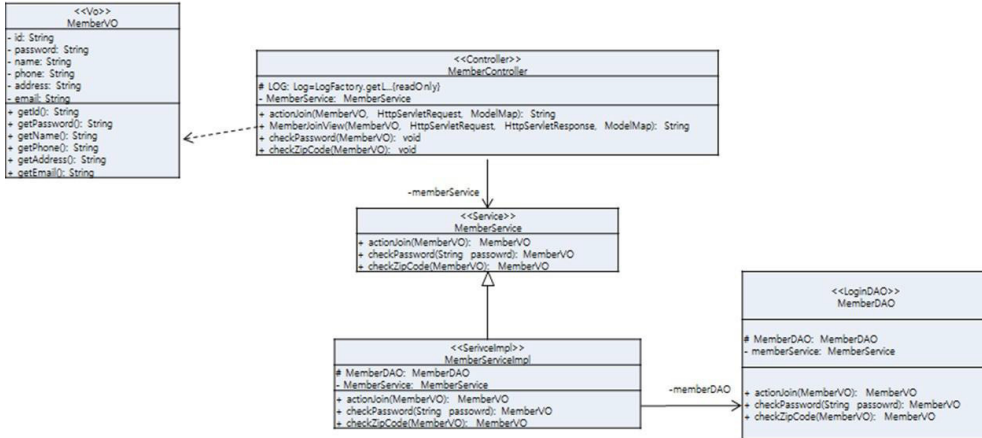 <<Vo>>
MemberVO
- id: String
- password: String
- name: String
- phone: String
- address: String
- email: String
+ getId(): String
+ getPassword(): String
+ getName(): String
+ getPhone(): String
+ getAddress(): String
+ getEmail(): String
<<Controller>>
MemberController
# LOG: Log=LogFactory.getL...{readOnly}
- MemberService: MemberService
+ actionJoin(MemberVO, HttpServletRequest, ModelMap): String
+ MemberJoinView(MemberVO, HttpServletRequest, HttpServletResponse, ModelMap): String
+ checkPassword(MemberVO): void
+ checkZipCode(MemberVO): void
-memberService
<<Service>>
MemberService
+ actionJoin(MemberVO): MemberVO
+ checkPassword(String passowrd): MemberVO
+ checkZipCode(MemberVO): MemberVO
<<SeriveImpl>>
MemberServiceImpl
# MemberDAO: MemberDAO
- MemberService: MemberService
+ actionJoin(MemberVO): MemberVO
+ checkPassword(String passowrd): MemberVO
+ checkZipCode(MemberVO): MemberVO
-memberDAO
<<LoginDAO>>
MemberDAO
# MemberDAO: MemberDAO
- memberService: MemberService
+ actionJoin(MemberVO): MemberVO
+ checkPassword(String passowrd): MemberVO
+ checkZipCode(MemberVO): MemberVO